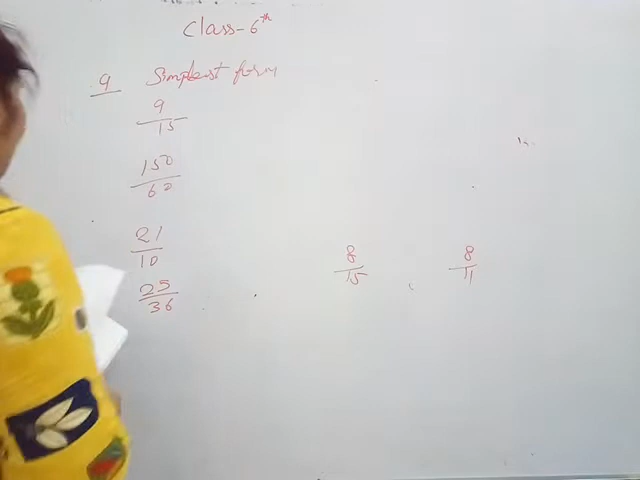 Class-6th
9 Simplest form
9/15
150/60
21/10
25/36
8/15 , 8/11